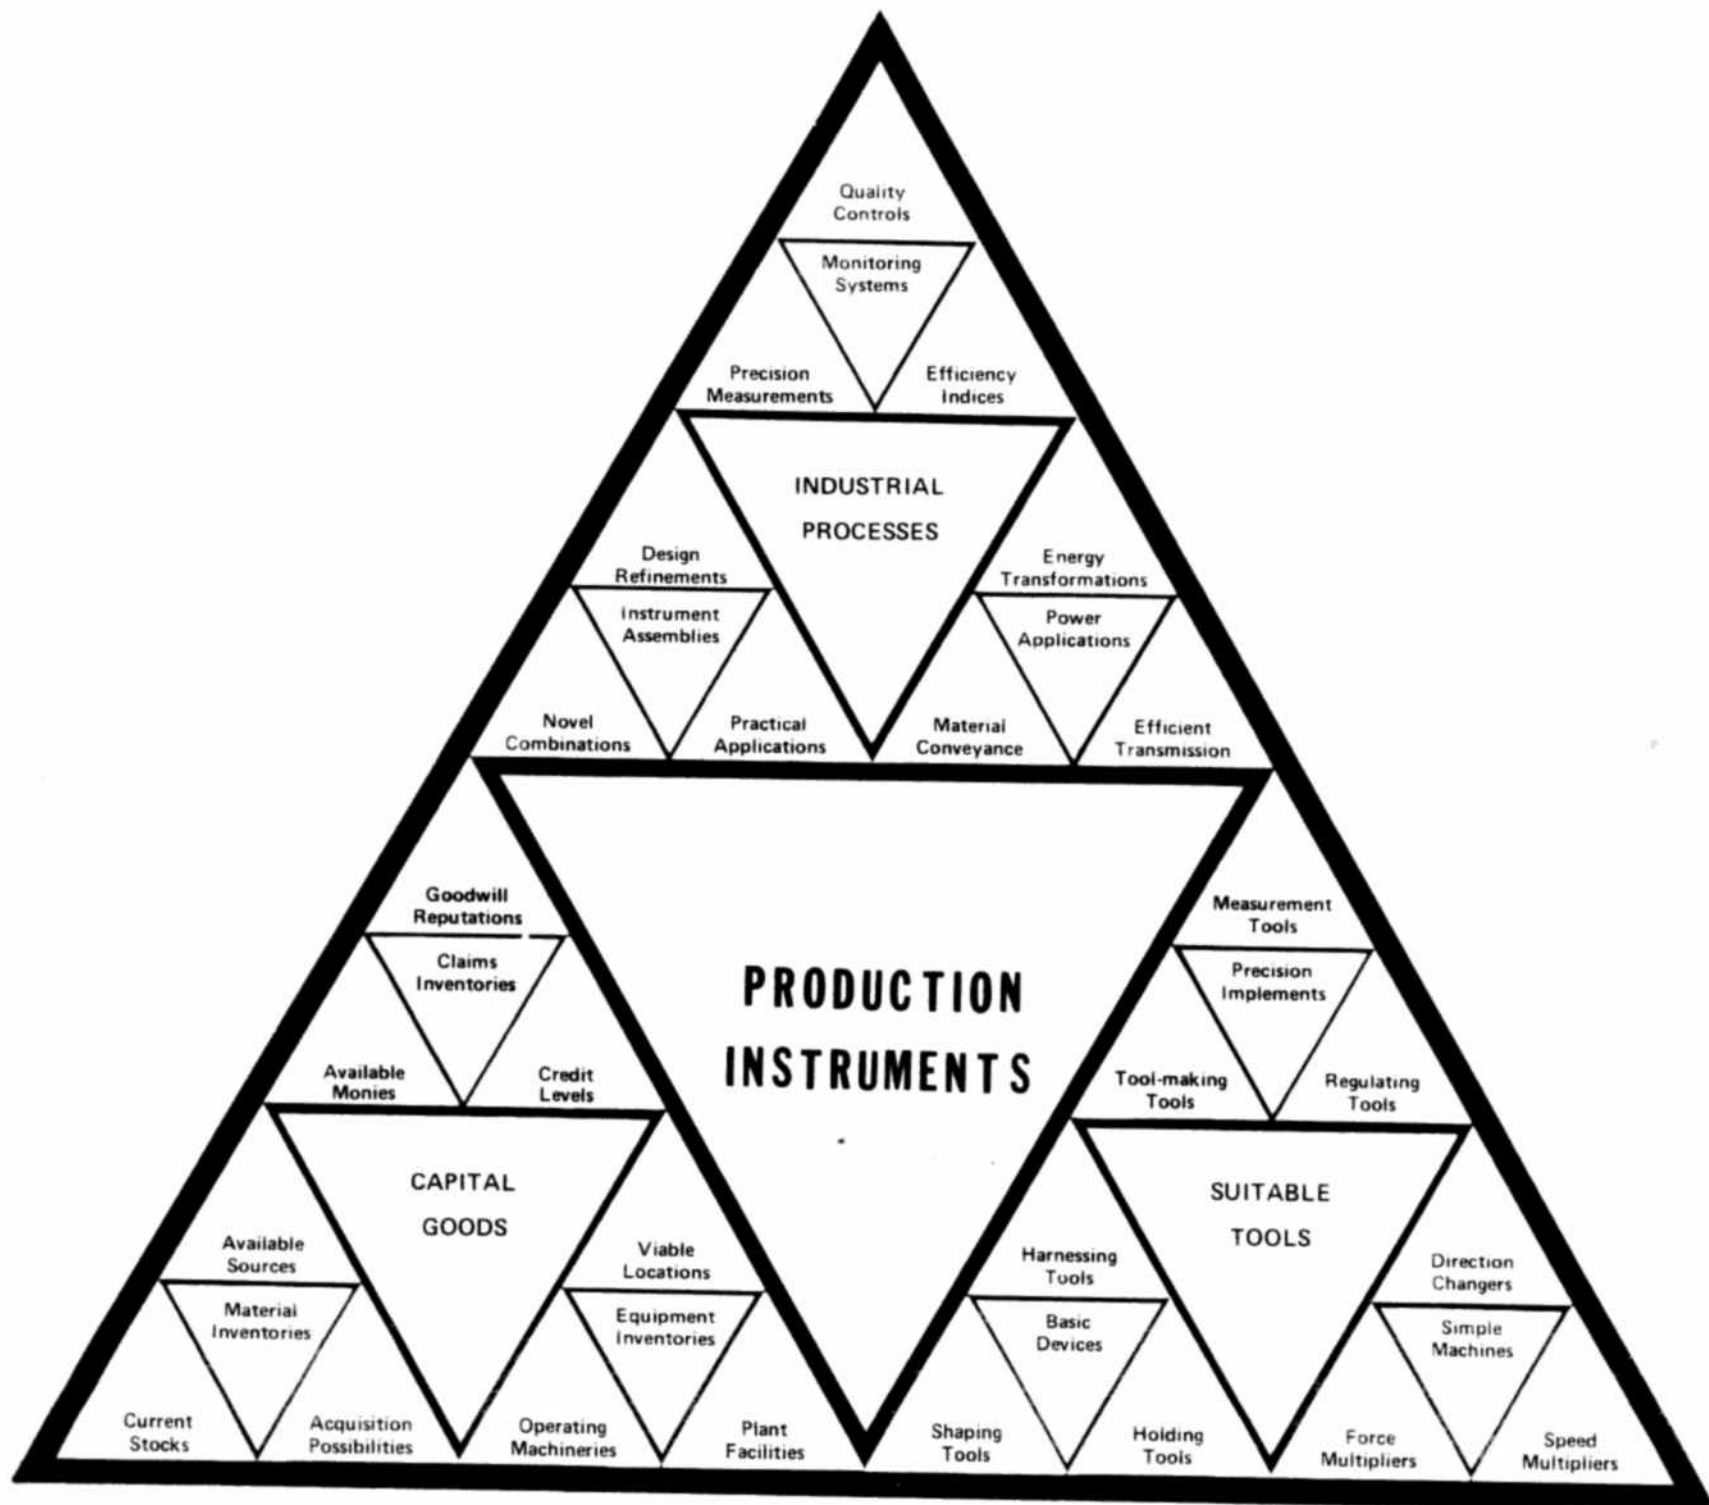 Quality
Controls
Monitoring
Systems
Precision
Measurements
Efficiency
Indices
INDUSTRIAL
PROCESSES
Design
Refinements
Instrument
Assemblies
Novel
Combinations
Practical
Applications
Energy
Transformations
Power
Applications
Material
Conveyance
Efficient
Transmission
PRODUCTION
INSTRUMENTS
Goodwill
Reputations
Claims
Inventories
Available
Monies
Credit
Levels
CAPITAL
GOODS
Available
Sources
Material
Inventories
Current
Stocks
Acquisition
Possibilities
Viable
Locations
Equipment
Inventories
Operating
Machineries
Plant
Facilities
Measurement
Tools
Precision
Implements
Tool-making
Tools
Regulating
Tools
SUITABLE
TOOLS
Harnessing
Tools
Basic
Devices
Shaping
Tools
Holding
Tools
Direction
Changers
Simple
Machines
Force
Multipliers
Speed
Multipliers